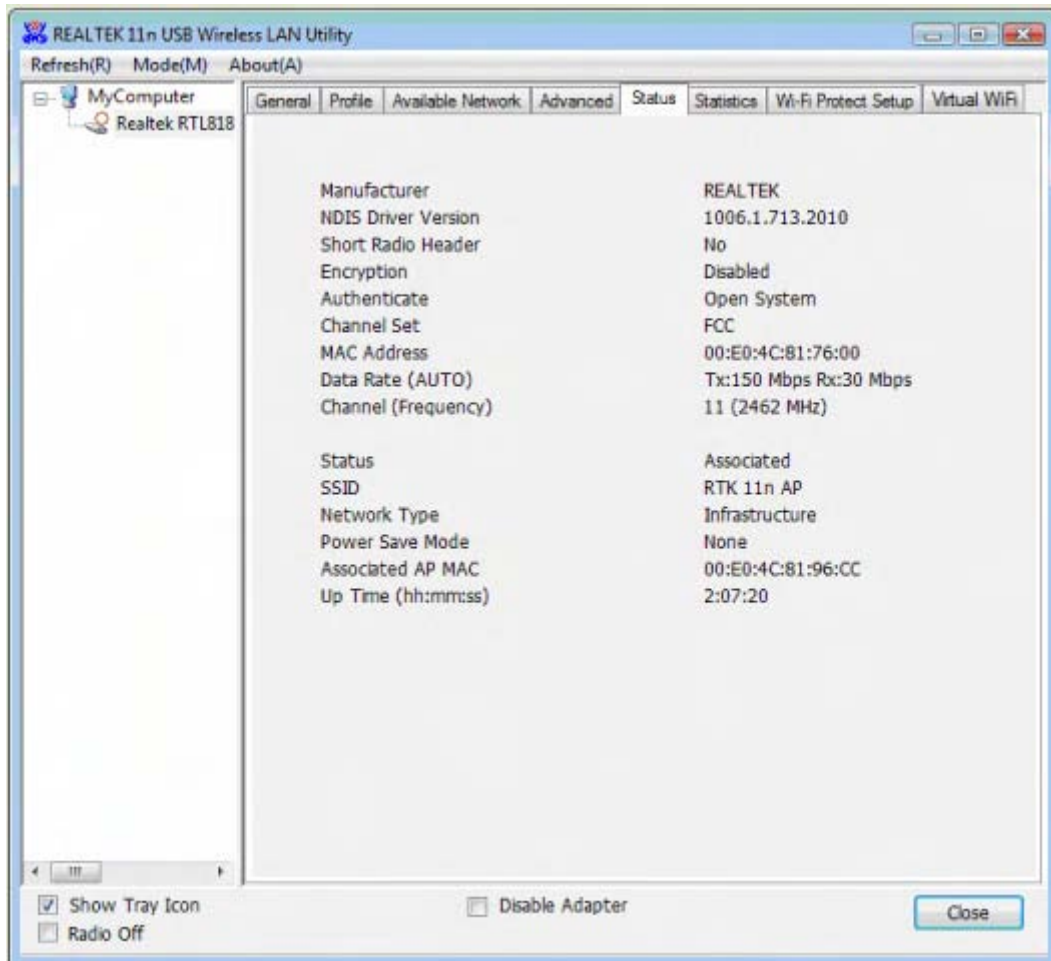 REALTEK 11n USB Wireless LAN Utility
Refresh(R) Mode(M) About(A)
MyComputer
Realtek RTL818
General Profile Available Network Advanced Status Statistics Wi-Fi Protect Setup Virtual WiFi
Manufacturer REALTEK
NDIS Driver Version 1006.1.713.2010
Short Radio Header No
Encryption Disabled
Authenticate Open System
Channel Set FCC
MAC Address 00:E0:4C:81:76:00
Data Rate (AUTO) Tx:150 Mbps Rx:30 Mbps
Channel (Frequency) 11 (2462 MHz)
Status Associated
SSID RTK 11n AP
Network Type Infrastructure
Power Save Mode None
Associated AP MAC 00:E0:4C:81:96:CC
Up Time (hh:mm:ss) 2:07:20
Show Tray Icon Disable Adapter Close
Radio Off